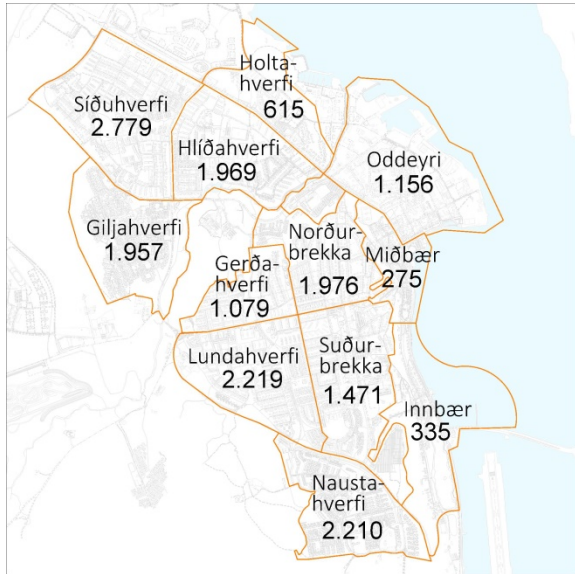 Holta-
hverfi
615
Síðuhverfi
2.779
Hlíðahverfi
1.969
Oddeyri
1.156
Giljahverfi
1.957
Norður-
brekka
1.976
Miðbær
275
Gerða-
hverfi
1.079
Lundahverfi
2.219
Suður-
brekka
1.471
Innbær
335
Nausta-
hverfi
2.210